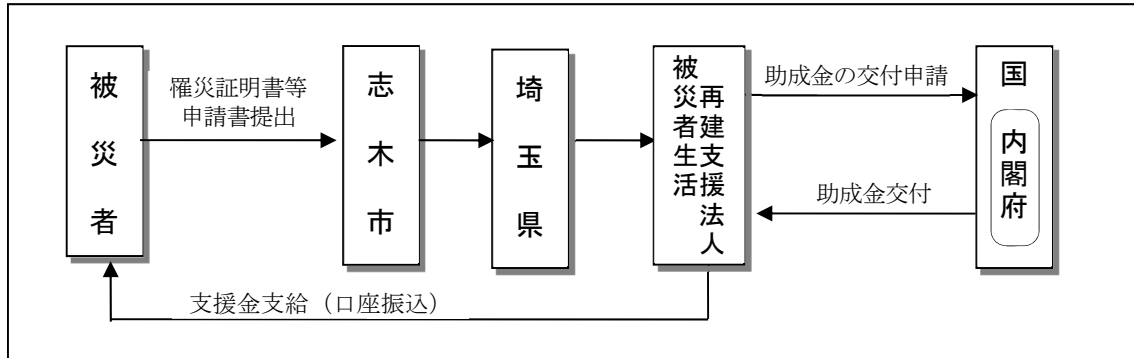 被災者
罹災証明書等
申請書提出
志木市
埼玉県
被災者生活
再建支援法人
助成金の交付申請
助成金交付
国
内閣府
支援金支給（口座振込）